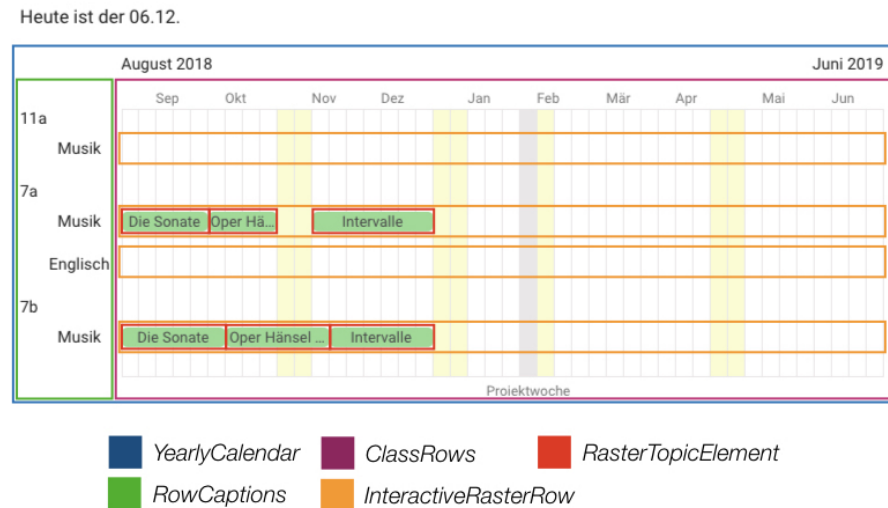 Heute ist der 06.12.
August 2018 Juni 2019
Sep Okt Nov Dez Jan Feb Mär Apr Mai Jun
11a
Musik
7a
Musik Die Sonate Oper Hä... Intervalle
Englisch
7b
Musik Die Sonate Oper Hänsel ... Intervalle
Projektwoche
YearlyCalendar ClassRows RasterTopicElement
RowCaptions InteractiveRasterRow